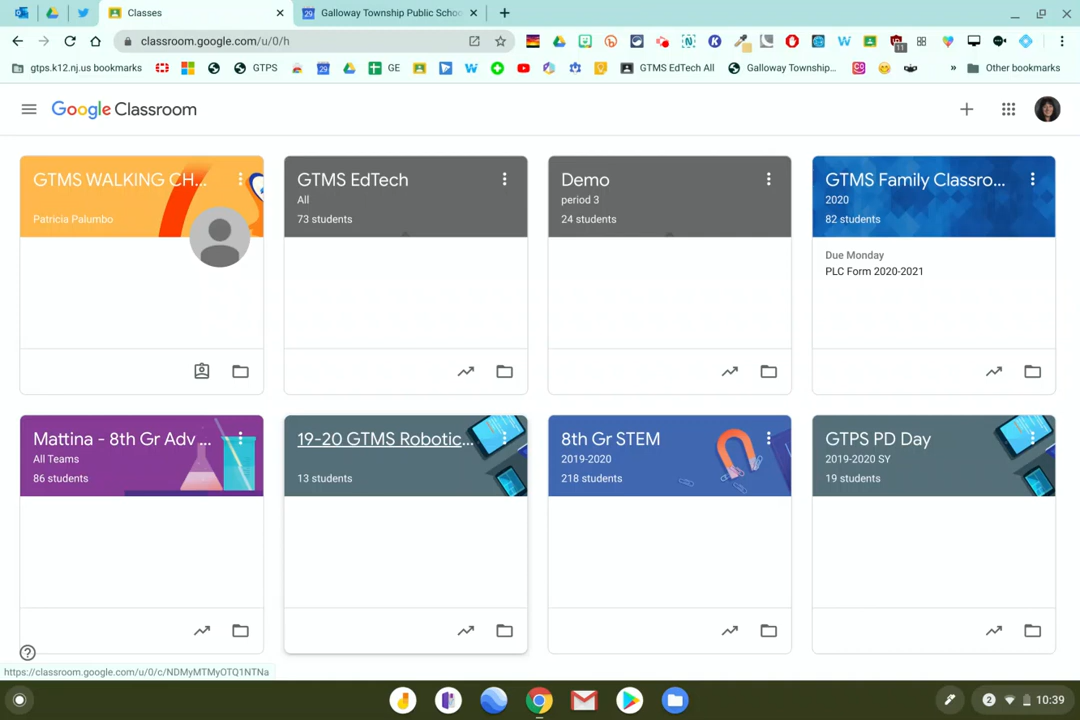 Classes
Galloway Township Public Schoo
classroom.google.com/u/0/h
11
gtps.k12.nj.us bookmarks
GTPS
GE
GTMS EdTech All
Galloway Township...
»
Other bookmarks
Google Classroom
GTMS WALKING CH...
Patricia Palumbo
GTMS EdTech
All
73 students
Demo
period 3
24 students
GTMS Family Classro...
2020
82 students
Due Monday
PLC Form 2020-2021
Mattina - 8th Gr Adv ...
All Teams
86 students
19-20 GTMS Robotic...
13 students
8th Gr STEM
2019-2020
218 students
GTPS PD Day
2019-2020 SY
19 students
https://classroom.google.com/u/0/c/NDMyMTMyOTQ1NTNa
2
10:39